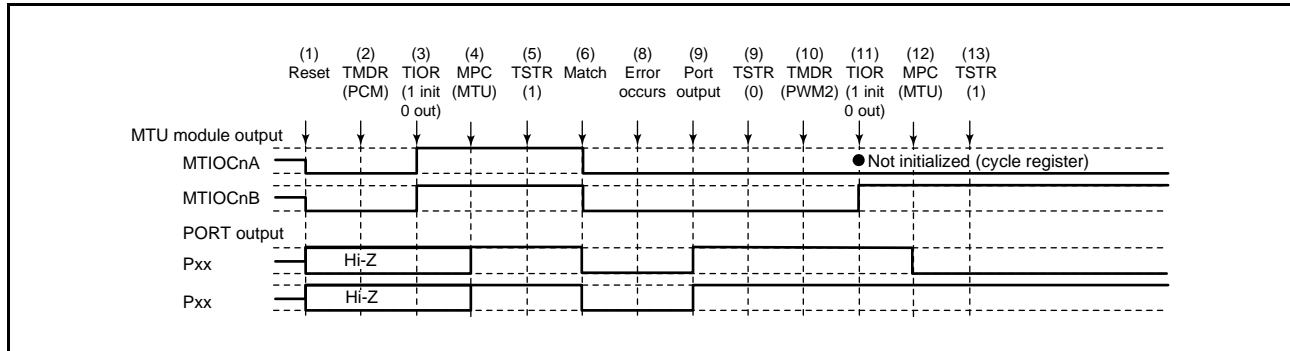 (1) (2) (3) (4) (5) (6) (8) (9) (9) (10) (11) (12) (13)
Reset TMDR TIOR MPC TSTR Match Error Port TSTR TMDR TIOR MPC TSTR
(PCM) (1 init (MTU) (1) occurs output (0) (PWM2) (1 init (MTU) (1)
0 out) 0 out)
MTU module output
MTIOCnA Not initialized (cycle register)
MTIOCnB
PORT output
Pxx Hi-Z
Pxx Hi-Z